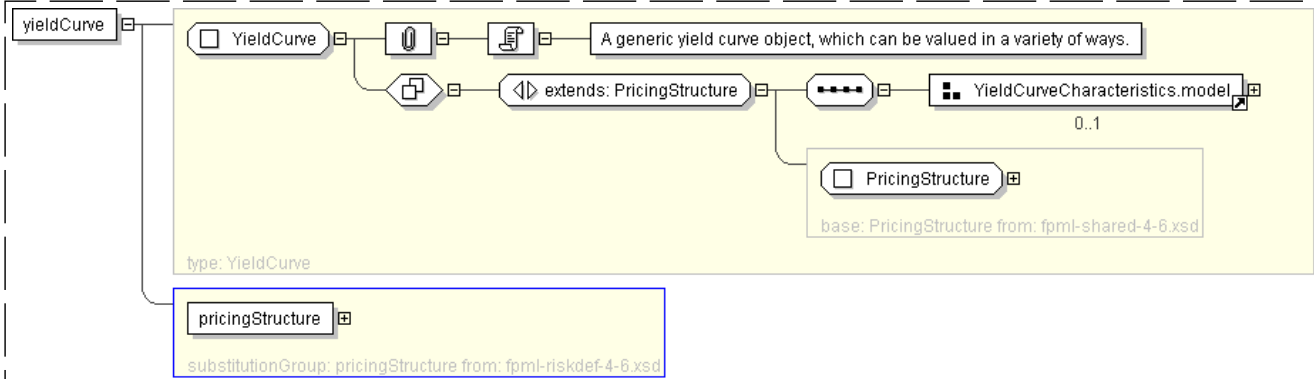 yieldCurve
YieldCurve
A generic yield curve object, which can be valued in a variety of ways.
extends: PricingStructure
YieldCurveCharacteristics.model
0..1
PricingStructure
base: PricingStructure from: fpml-shared-4-6.xsd
type: YieldCurve
pricingStructure
substitutionGroup: pricingStructure from: fpml-riskdef-4-6.xsd